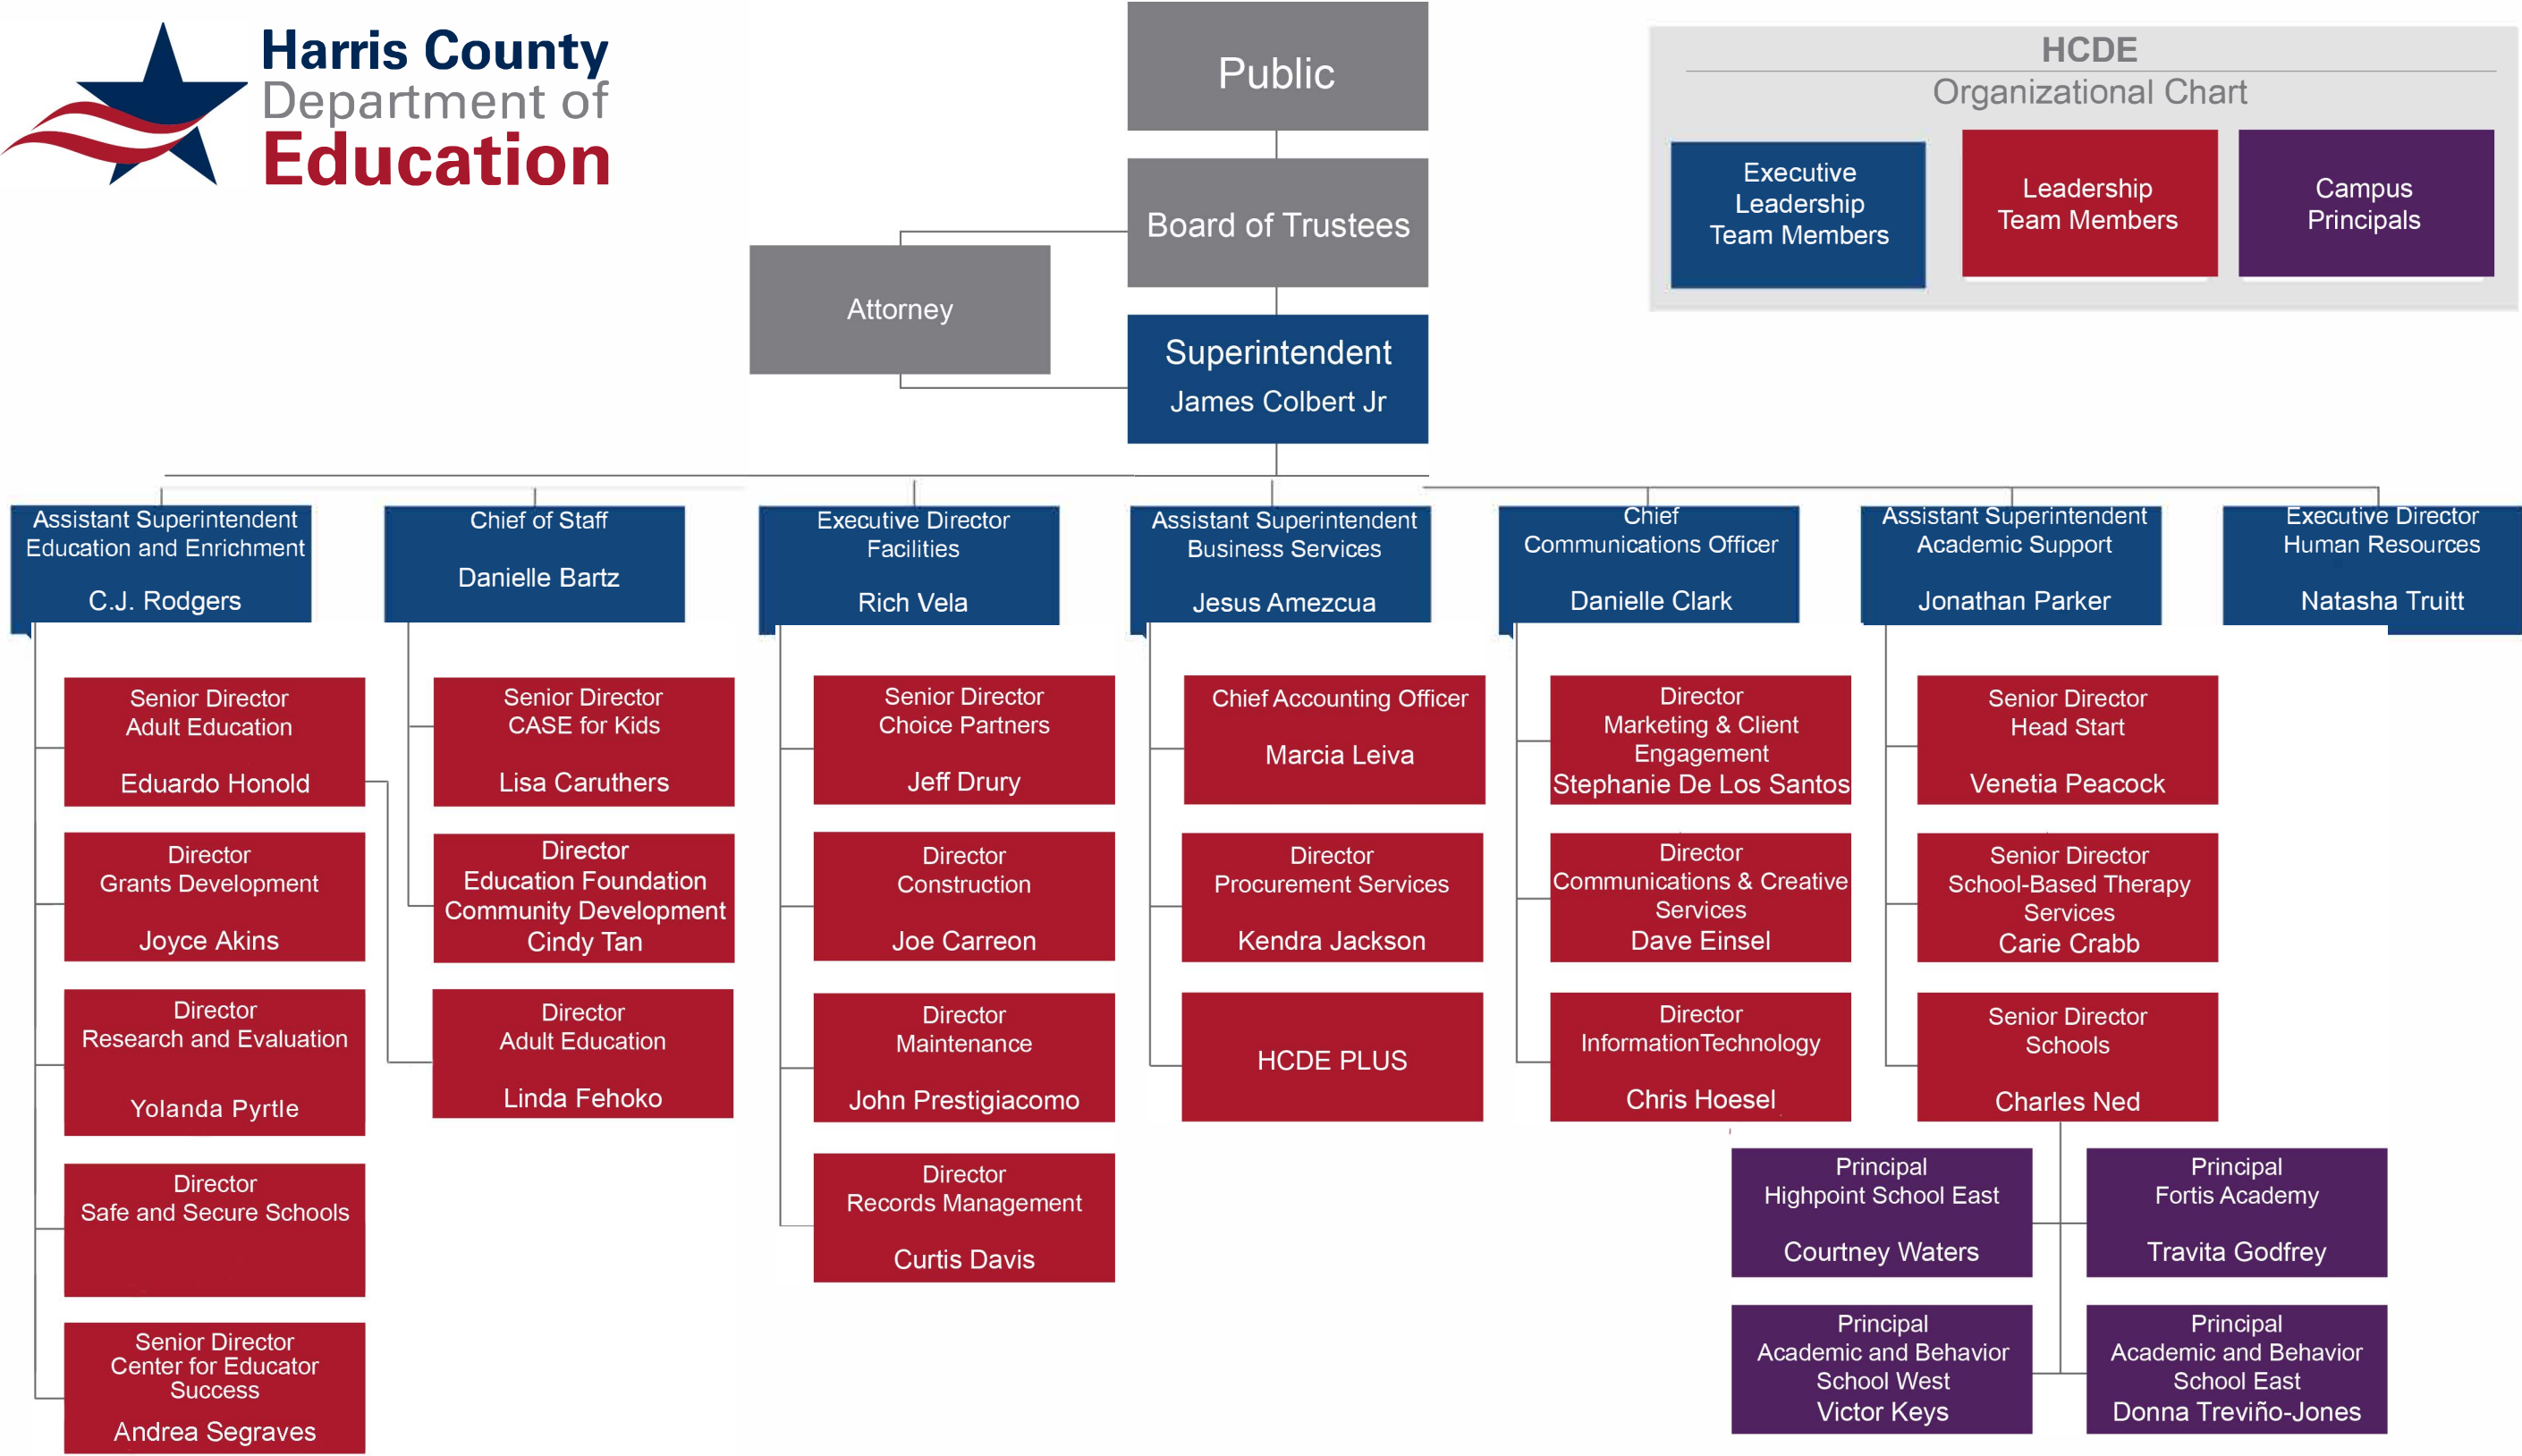 Harris County
Department of
Education
Public
Board of Trustees
Attorney
Superintendent
James Colbert Jr
HCDE
Organizational Chart
Executive
Leadership
Team Members
Leadership
Team Members
Campus
Principals
Assistant Superintendent
Education and Enrichment
C.J. Rodgers
Chief of Staff
Danielle Bartz
Executive Director
Facilities
Rich Vela
Assistant Superintendent
Business Services
Jesus Amezcua
Chief
Communications Officer
Danielle Clark
Assistant Superintendent
Academic Support
Jonathan Parker
Executive Director
Human Resources
Natasha Truitt
Senior Director
Adult Education
Eduardo Honold
Director
Grants Development
Joyce Akins
Director
Research and Evaluation
Yolanda Pyrtle
Director
Safe and Secure Schools
Senior Director
Center for Educator
Success
Andrea Segraves
Senior Director
CASE for Kids
Lisa Caruthers
Director
Education Foundation
Community Development
Cindy Tan
Director
Adult Education
Linda Fehoko
Senior Director
Choice Partners
Jeff Drury
Director
Construction
Joe Carreon
Director
Maintenance
John Prestigiacomo
Director
Records Management
Curtis Davis
Chief Accounting Officer
Marcia Leiva
Director
Procurement Services
Kendra Jackson
HCDE PLUS
Director
Marketing & Client
Engagement
Stephanie De Los Santos
Director
Communications & Creative
Services
Dave Einsel
Director
InformationTechnology
Chris Hoesel
Senior Director
Head Start
Venetia Peacock
Senior Director
School-Based Therapy
Services
Carie Crabb
Senior Director
Schools
Charles Ned
Principal
Highpoint School East
Courtney Waters
Principal
Fortis Academy
Travita Godfrey
Principal
Academic and Behavior
School West
Victor Keys
Principal
Academic and Behavior
School East
Donna Treviño-Jones